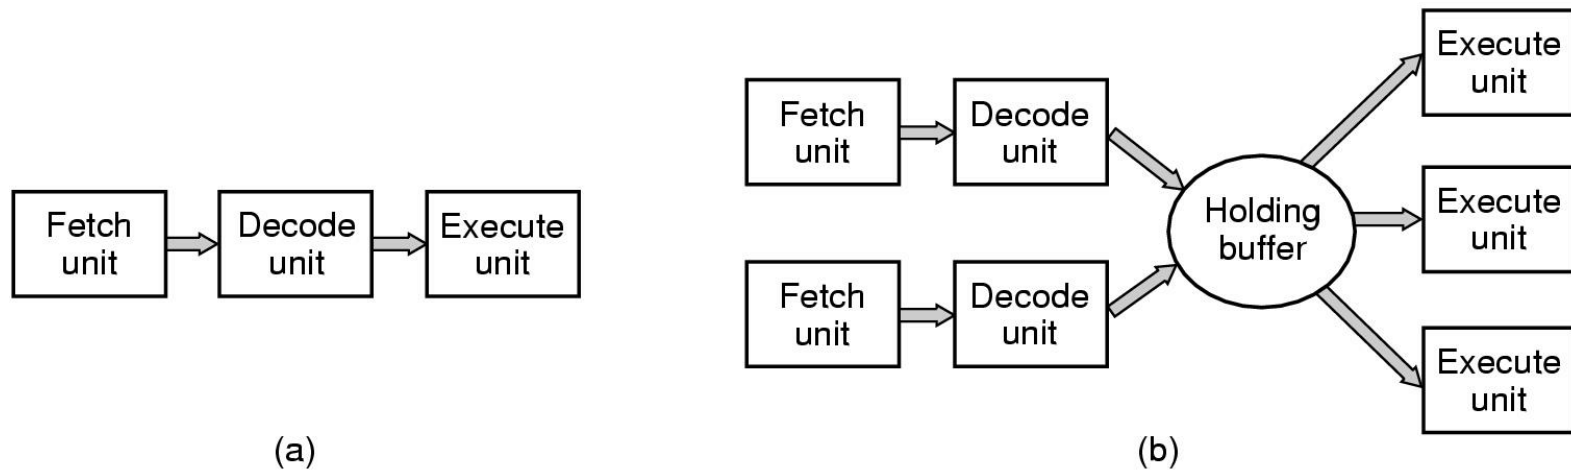 Fetch
unit
Decode
unit
Execute
unit
(a)
Fetch
unit
Decode
unit
Fetch
unit
Decode
unit
Holding
buffer
Execute
unit
Execute
unit
Execute
unit
(b)